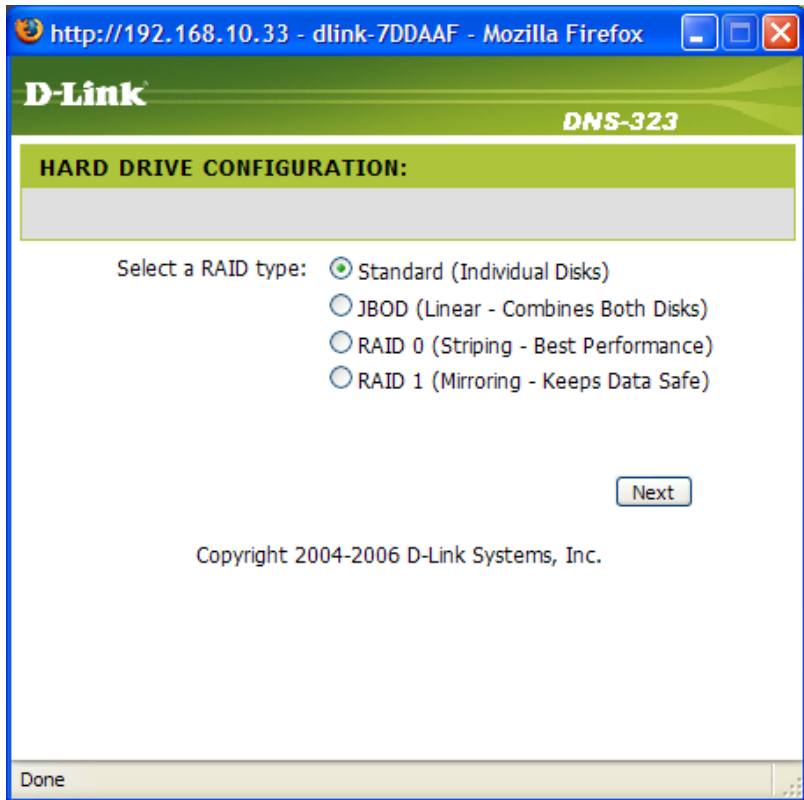 http://192.168.10.33 - dlink-7DDAAF - Mozilla Firefox
D-Link
DNS-323
HARD DRIVE CONFIGURATION:
Select a RAID type:
Standard (Individual Disks)
JBOD (Linear - Combines Both Disks)
RAID 0 (Striping - Best Performance)
RAID 1 (Mirroring - Keeps Data Safe)
Next
Copyright 2004-2006 D-Link Systems, Inc.
Done